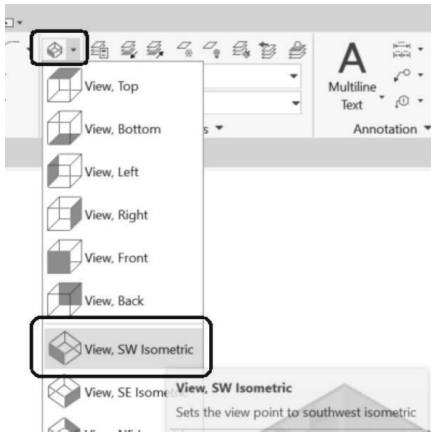 View, Top
Multiline
Text
View, Bottom
s
Annotation
View, Left
View, Right
View, Front
View, Back
View, SW Isometric
View, SE Isome
View, SW Isometric
Sets the view point to southwest isometric